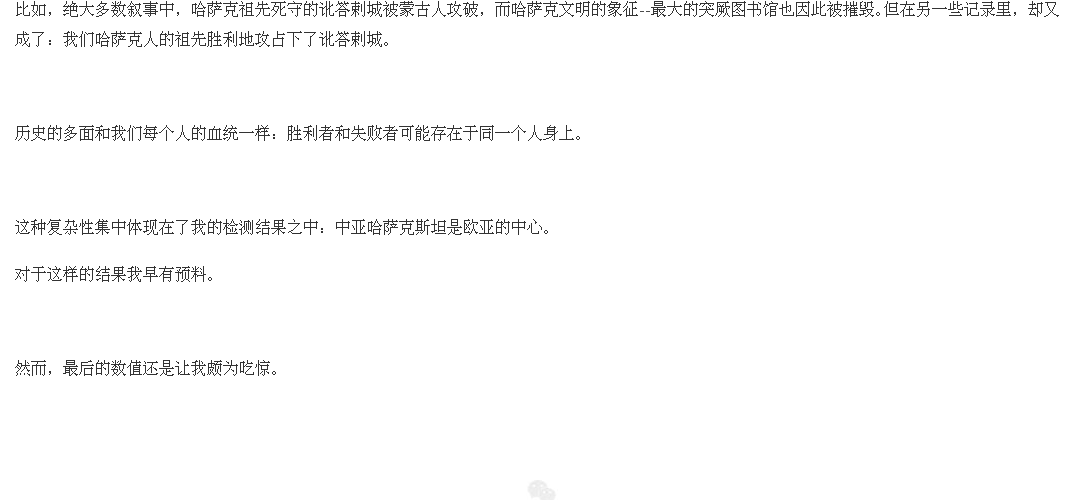 比如，绝大多数叙事中，哈萨克祖先死守的讹答剌城被蒙古人攻破，而哈萨克文明的象征--最大的突厥图书馆也因此被摧毁。但在另一些记录里，却又
成了：我们哈萨克人的祖先胜利地攻占下了讹答剌城。
历史的多面和我们每个人的血统一样：胜利者和失败者可能存在于同一个人身上。
这种复杂性集中体现在了我的检测结果之中：中亚哈萨克斯坦是欧亚的中心。
对于这样的结果我早有预料。
然而，最后的数值还是让我颇为吃惊。